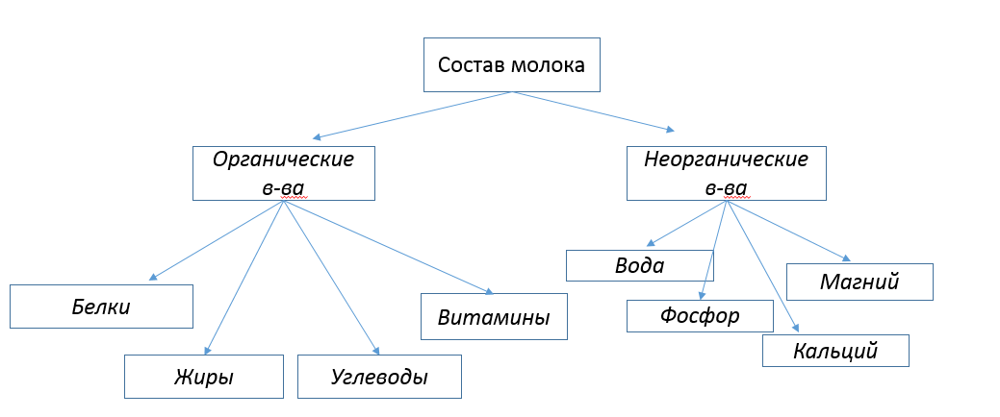 Состав молока
Органические
в-ва
Неорганические
в-ва
Белки
Жиры
Углеводы
Витамины
Вода
Фосфор
Кальций
Магний